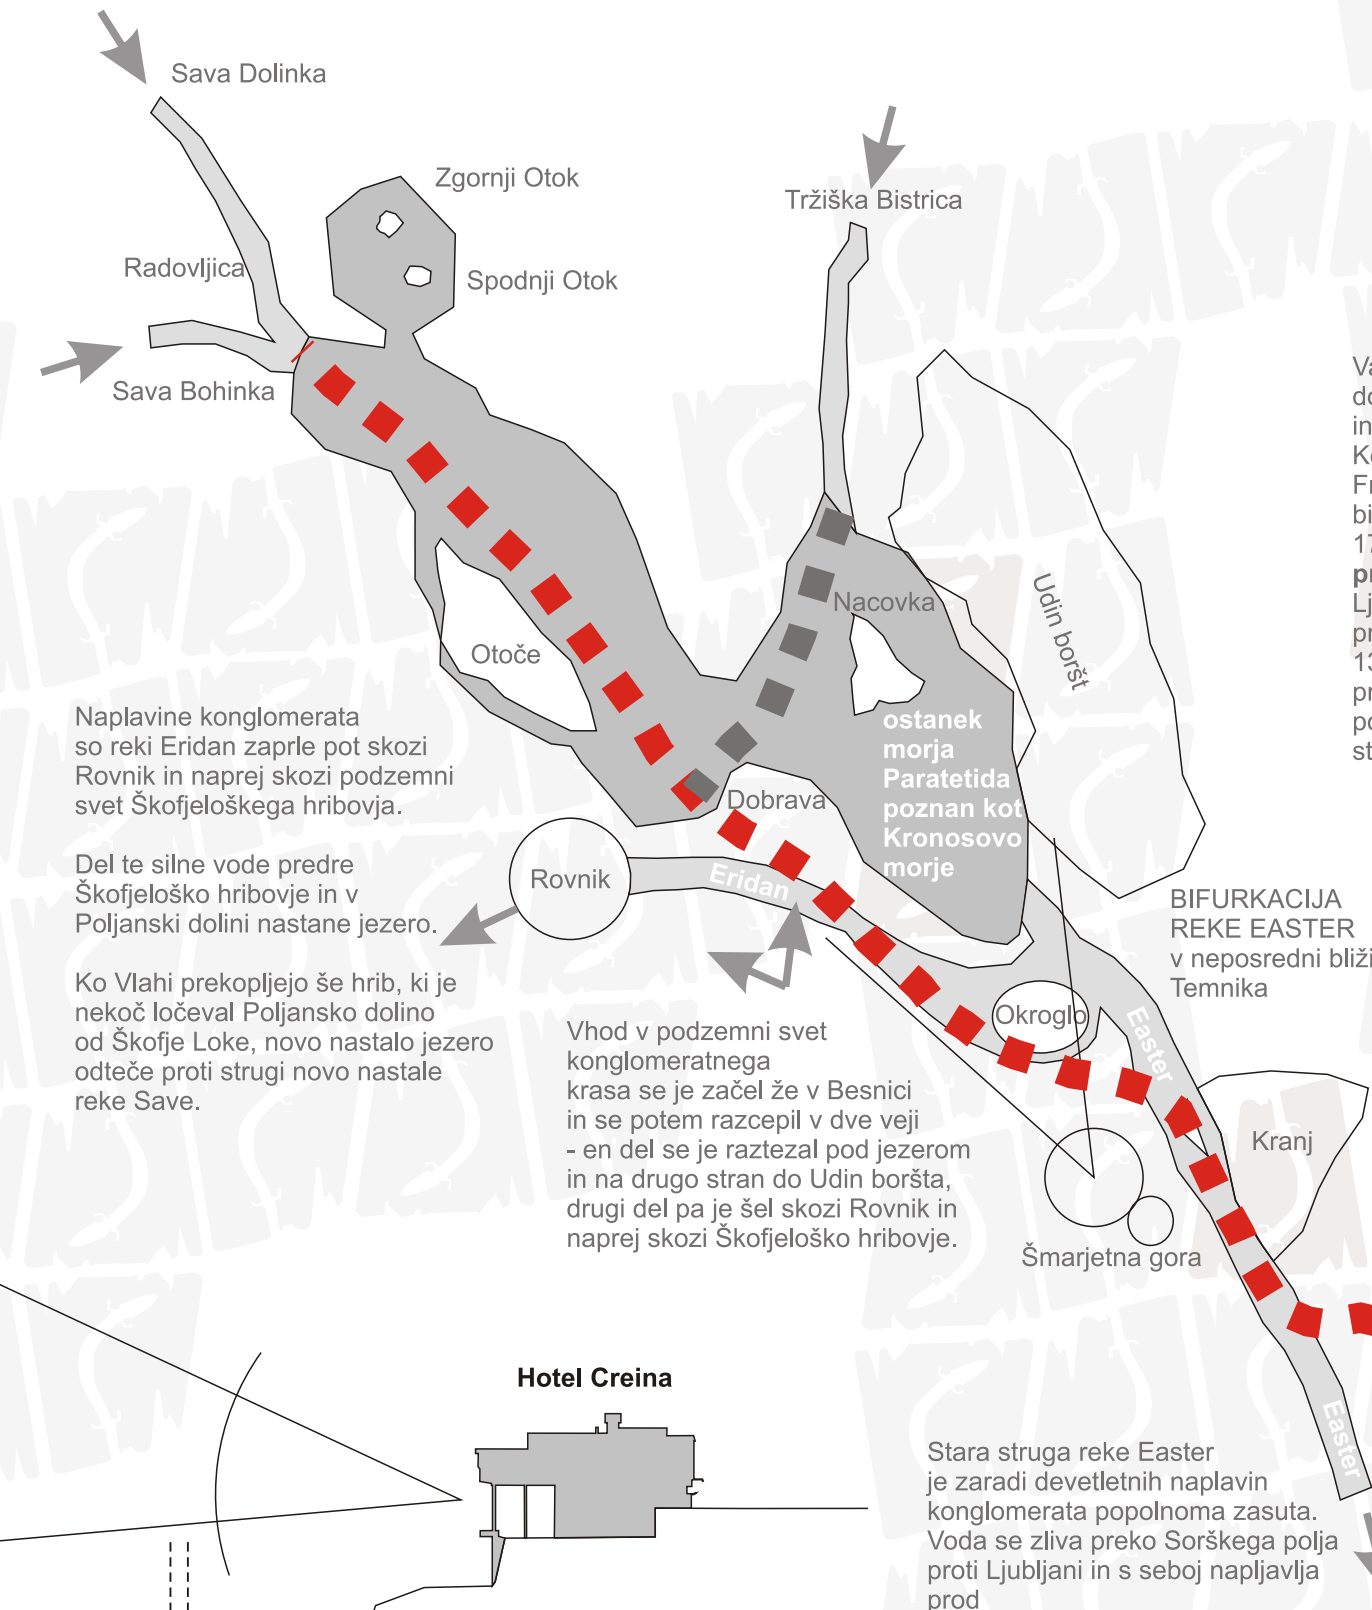 Sava Dolinka
Zgornji Otok
Tržiška Bistrica
Radovljica
Spodnji Otok
Sava Bohinka
Udin boršt
Nacovka
Otoče
ostanek
morja
Paratetida
poznan kot
Kronosovo
morje
Dobrava
Naplavine konglomerata
so reki Eridan zaprle pot skozi
Rovnik in naprej skozi podzemni
svet Škofjeloškega hribovja.
Del te silne vode predre
Škofjeloško hribovje in v
Poljanski dolini nastane jezero.
Ko Vlahi prekopljejo še hrib, ki je
nekoč ločeval Poljansko dolino
od Škofje Loke, novo nastalo jezero
odteče proti strugi novo nastale
reke Save.
Rovnik
Eridan
BIFURKACIJA
REKE EASTER
v neposredni
Temnika
Okroglo
Easter
Vhod v podzemni svet
konglomeratnega
krasa se je začel že v Besnici
in se potem razcepil v dve veji
- en del se je raztezal pod jezerom
in na drugo stran do Udin boršta,
drugi del pa je šel skozi Rovnik in
naprej skozi Škofjeloško hribovje.
Kranj
Šmarjetna gora
Hotel Creina
Easter
Stara struga reke Easter
je zaradi devetletnih naplavin
konglomerata popolnoma zasuta.
Voda se zliva preko Sorškega polja
proti Ljubljani in s seboj napljavlja
prod